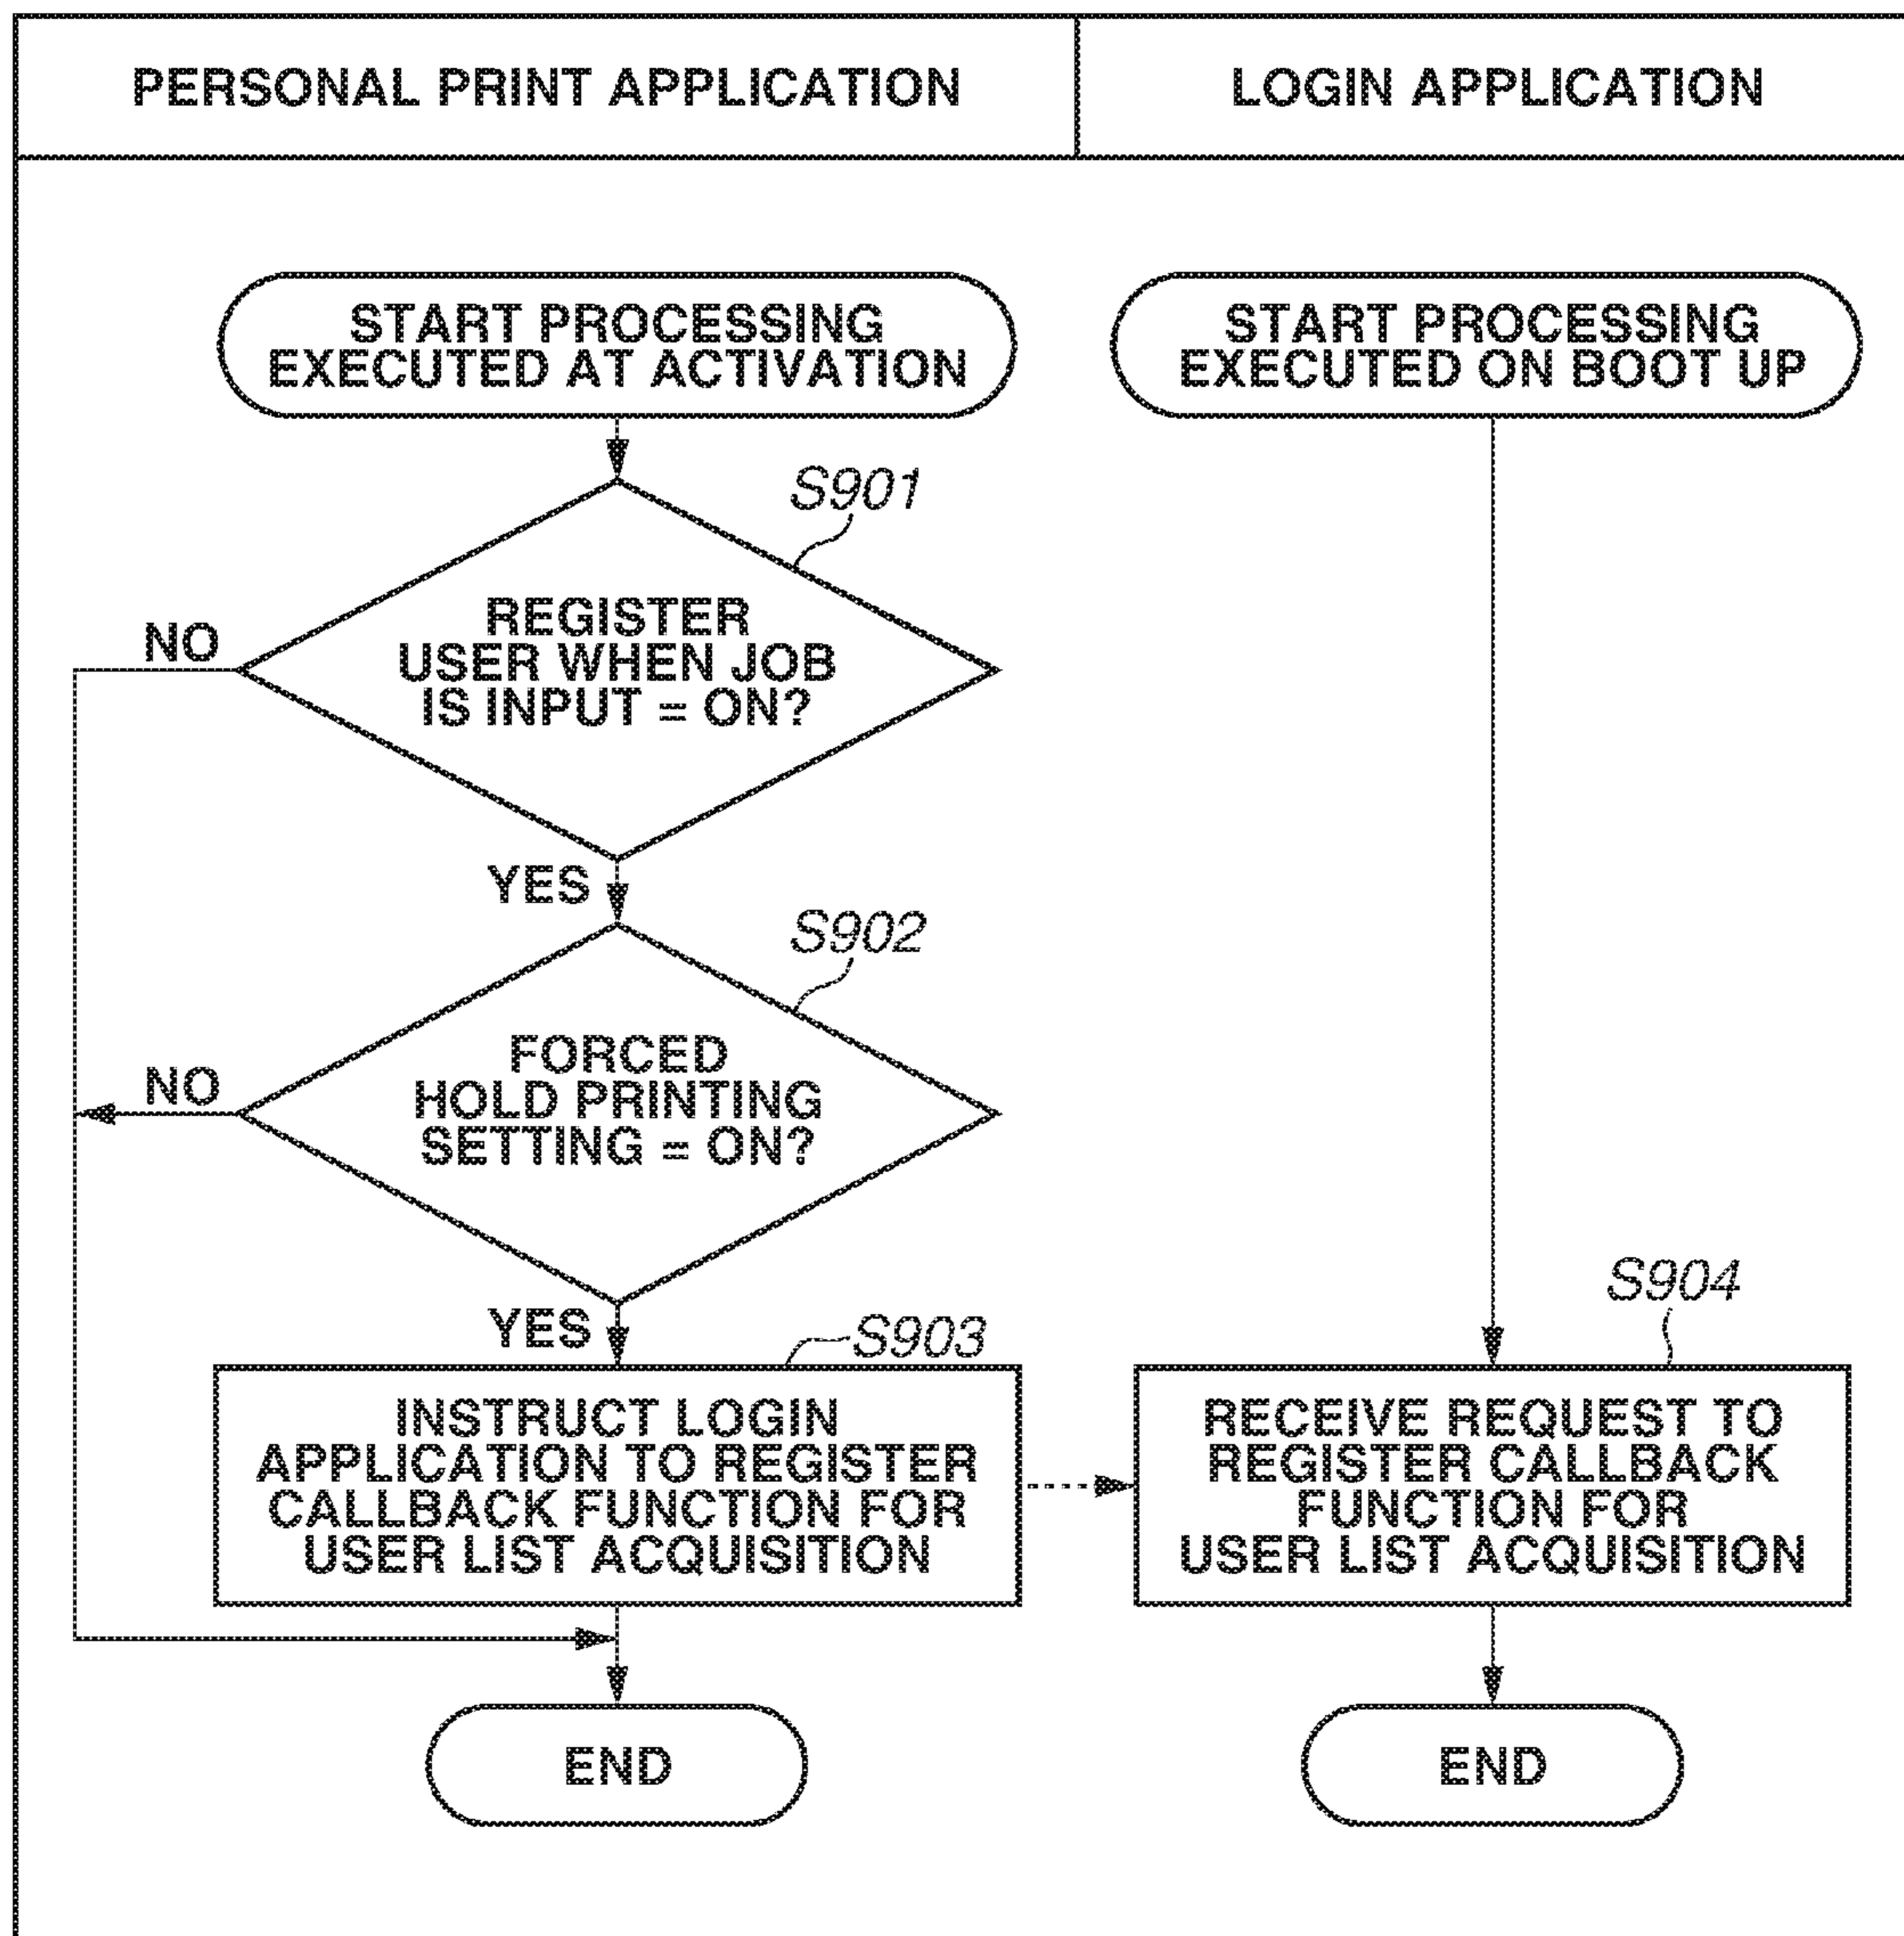 PERSONAL PRINT APPLICATION
LOGIN APPLICATION
START PROCESSING
EXECUTED AT ACTIVATION
START PROCESSING
EXECUTED ON BOOT UP
S901
REGISTER
USER WHEN JOB
IS INPUT = ON?
NO
YES
S902
FORCED
HOLD PRINTING
SETTING = ON?
NO
YES
S903
INSTRUCT LOGIN
APPLICATION TO REGISTER
CALLBACK FUNCTION FOR
USER LIST ACQUISITION
S904
RECEIVE REQUEST TO
REGISTER CALLBACK
FUNCTION FOR
USER LIST ACQUISITION
END
END